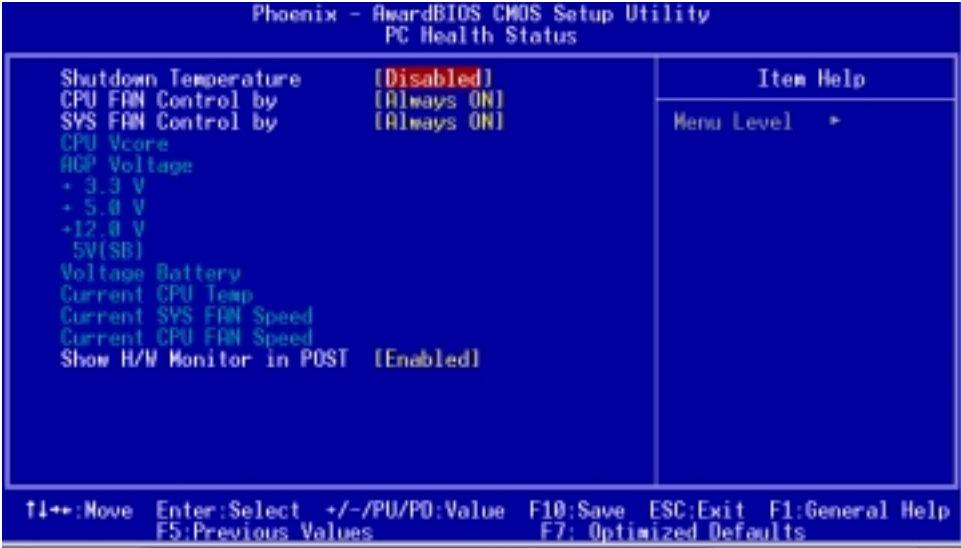 Phoenix - AwardBIOS CMOS Setup Utility
PC Health Status
Shutdown Temperature [Disabled]
CPU FAN Control by [Always ON]
SYS FAN Control by [Always ON]
CPU Vcore
AGP Voltage
+ 3.3 V
+ 5.0 V
+12.0 V
5V(SB)
Voltage Battery
Current CPU Temp
Current SYS FAN Speed
Current CPU FAN Speed
Show H/W Monitor in POST [Enabled]
Item Help
Menu Level ►
↑↓→←:Move Enter:Select +/-/PU/PD:Value F10:Save ESC:Exit F1:General Help
F5:Previous Values F7: Optimized Defaults